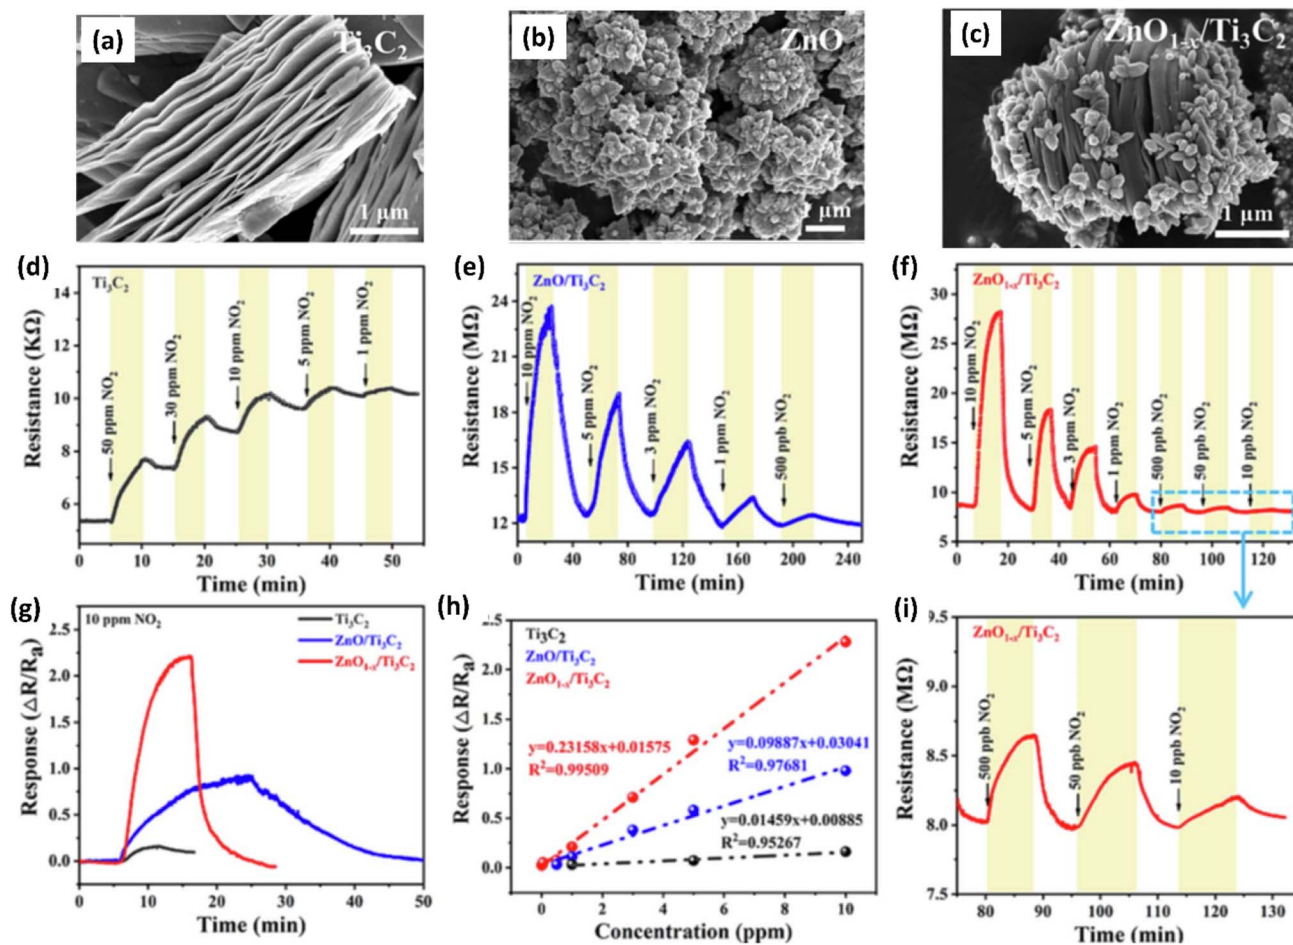 (a)
Ti₃C₂
1 μm
(b)
ZnO
1 μm
(c)
ZnO₁₋ₓ/Ti₃C₂
1 μm
(d)
Ti₃C₂
50 ppm NO₂
30 ppm NO₂
10 ppm NO₂
5 ppm NO₂
1 ppm NO₂
Resistance (KΩ)
14
12
10
8
6
0 10 20 30 40 50
Time (min)
(e)
ZnO/Ti₃C₂
10 ppm NO₂
5 ppm NO₂
3 ppm NO₂
1 ppm NO₂
500 ppb NO₂
Resistance (MΩ)
24
21
18
15
12
0 40 80 120 160 200 240
Time (min)
(f)
ZnO₁₋ₓ/Ti₃C₂
10 ppm NO₂
5 ppm NO₂
3 ppm NO₂
1 ppm NO₂
500 ppb NO₂
50 ppb NO₂
10 ppb NO₂
Resistance (MΩ)
30
25
20
15
10
5
0 20 40 60 80 100 120
Time (min)
(g)
10 ppm NO₂
Ti₃C₂
ZnO/Ti₃C₂
ZnO₁₋ₓ/Ti₃C₂
Response (ΔR/Rₐ)
2.5
2.0
1.5
1.0
0.5
0.0
0 10 20 30 40 50
Time (min)
(h)
Ti₃C₂
ZnO/Ti₃C₂
ZnO₁₋ₓ/Ti₃C₂
y=0.23158x+0.01575
R²=0.99509
y=0.09887x+0.03041
R²=0.97681
y=0.01459x+0.00885
R²=0.95267
Response (ΔR/Rₐ)
2.5
2.0
1.5
1.0
0.5
0.0
0 2 4 6 8 10
Concentration (ppm)
(i)
ZnO₁₋ₓ/Ti₃C₂
500 ppb NO₂
50 ppb NO₂
10 ppb NO₂
Resistance (MΩ)
9.5
9.0
8.5
8.0
7.5
80 90 100 110 120 130
Time (min)